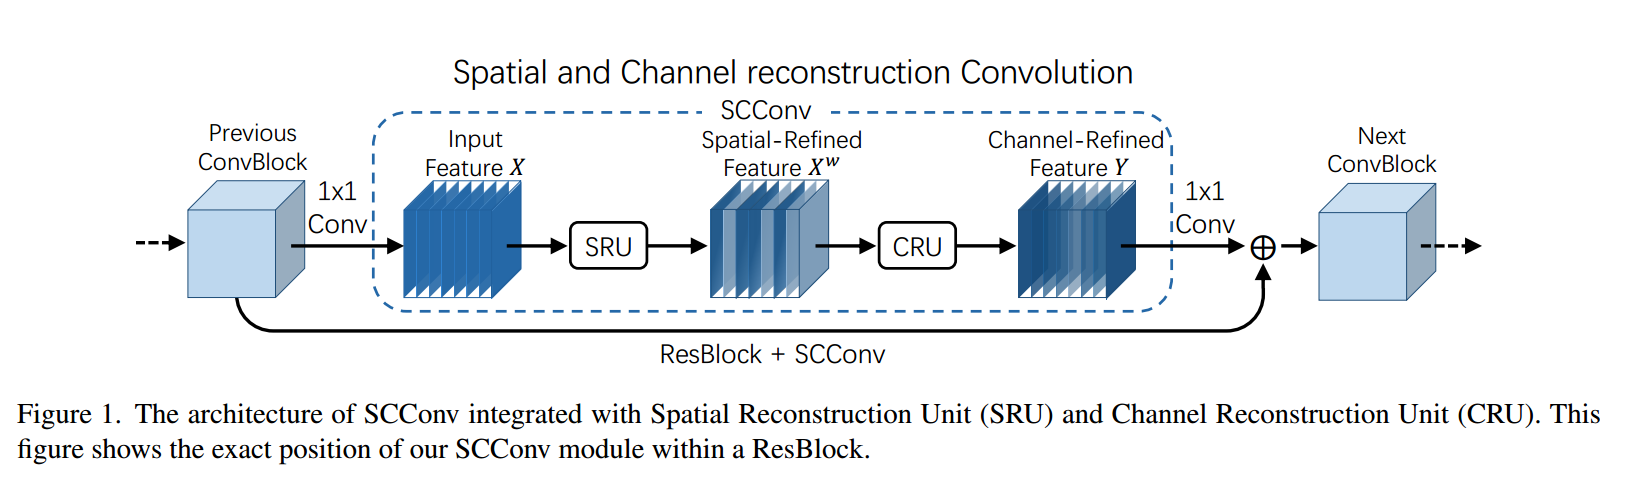 Spatial and Channel reconstruction Convolution
SCConv
Previous
ConvBlock
1x1
Conv
Input
Feature X
SRU
Spatial-Refined
Feature Xʷ
CRU
Channel-Refined
Feature Y
1x1
Conv
⊕
Next
ConvBlock
ResBlock + SCConv
Figure 1. The architecture of SCConv integrated with Spatial Reconstruction Unit (SRU) and Channel Reconstruction Unit (CRU). This
figure shows the exact position of our SCConv module within a ResBlock.